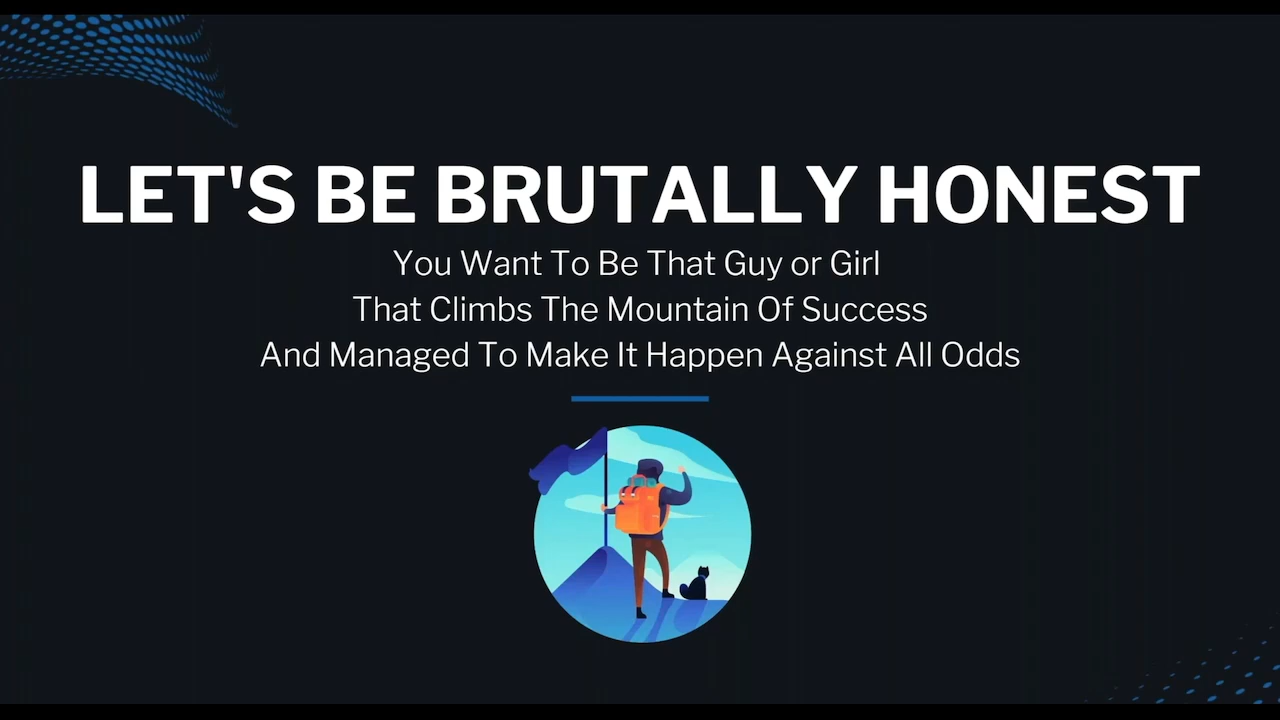 LET'S BE BRUTALLY HONEST
You Want To Be That Guy or Girl
That Climbs The Mountain Of Success
And Managed To Make It Happen Against All Odds